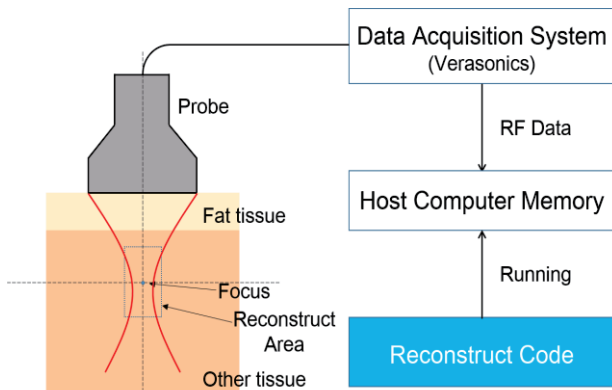 Data Acquisition System
(Verasonics)
Probe
RF Data
Host Computer Memory
Fat tissue
Running
Focus
Reconstruct
Area
Reconstruct Code
Other tissue